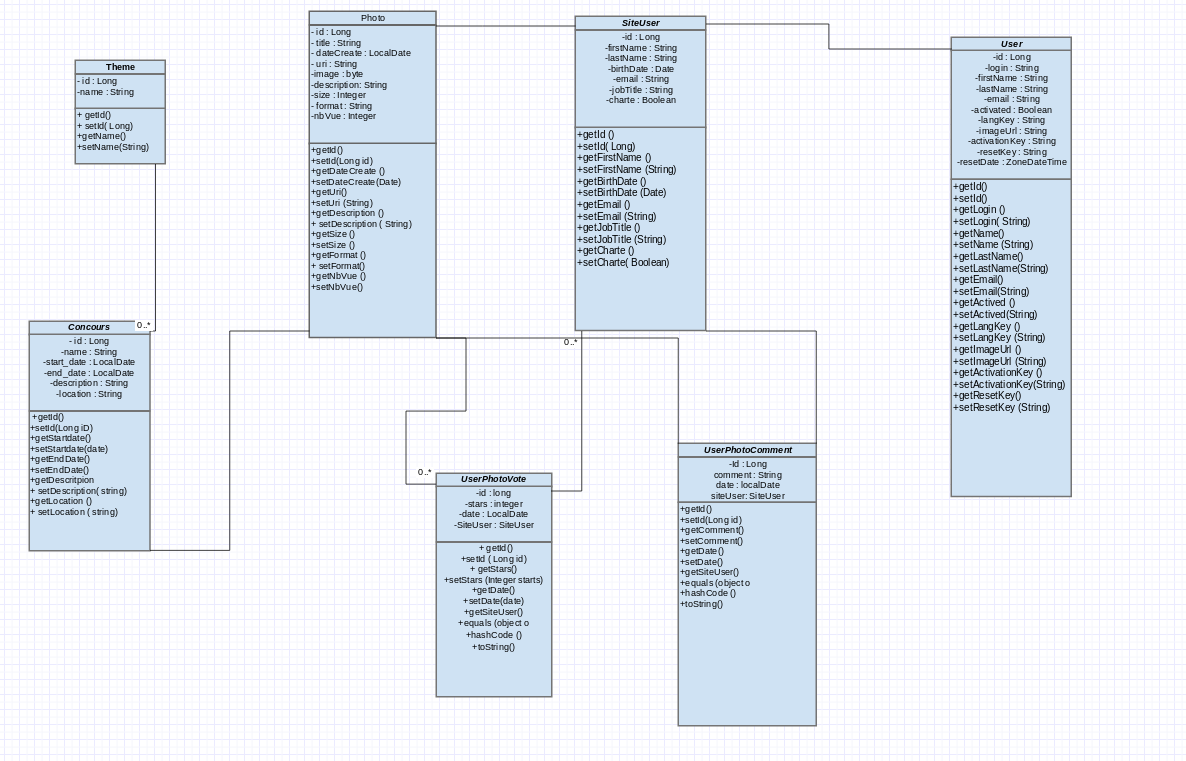 Theme
- id : Long
-name : String
+ getId()
+ setId( Long)
+getName()
+setName(String)
0..*
Concours
- id : Long
-name : String
-start_date : LocalDate
-end_date : LocalDate
-description : String
-location : String
+getId()
+setId(Long iD)
+getStartdate()
+setStartdate(date)
+getEndDate()
+setEndDate()
+getDescritpion
+ setDescription( string)
+getLocation ()
+ setLocation ( string)
Photo
- id : Long
- title : String
- dateCreate : LocalDate
- uri : String
-image : byte
-description: String
-size : Integer
- format : String
-nbVue : Integer
+getId()
+setId(Long id)
+getDateCreate ()
+setDateCreate(Date)
+getUri()
+setUri (String)
+getDescription ()
+ setDescription ( String)
+getSize ()
+setSize ()
+getFormat ()
+ setFormat()
+getNbVue ()
+setNbVue()
0..*
UserPhotoVote
-id : long
-stars : integer
-date : LocalDate
-SiteUser : SiteUser
+ getId()
+setId ( Long id)
+ getStars()
+setStars (Integer starts)
+getDate()
+setDate(date)
+getSiteUser()
+equals (object o
+hashCode ()
+toString()
SiteUser
-id : Long
-firstName : String
-lastName : String
-birthDate : Date
-email : String
-jobTitle : String
-charte : Boolean
+getId ()
+setId( Long)
+getFirstName ()
+setFirstName (String)
+getBirthDate ()
+setBirthDate (Date)
+getEmail ()
+setEmail (String)
+getJobTitle ()
+setJobTitle (String)
+getCharte ()
+setCharte( Boolean)
0..*
UserPhotoComment
-Id : Long
comment : String
date : localDate
siteUser: SiteUser
+getId()
+setId(Long id)
+getComment()
+setComment()
+getDate()
+setDate()
+getSiteUser()
+equals (object o
+hashCode ()
+toString()
User
-id : Long
-login : String
-firstName : String
-lastName : String
-email : String
-activated : Boolean
-langKey : String
-imageUrl : String
-activationKey : String
-resetKey : String
-resetDate : ZoneDateTime
+getId()
+setId()
+getLogin ()
+setLogin( String)
+getName()
+setName (String)
+getLastName()
+setLastName(String)
+getEmail()
+setEmail(String)
+getActived ()
+setActived(String)
+getLangKey ()
+setLangKey (String)
+getImageUrl ()
+setImageUrl (String)
+getActivationKey ()
+setActivationKey(String)
+getResetKey()
+setResetKey (String)